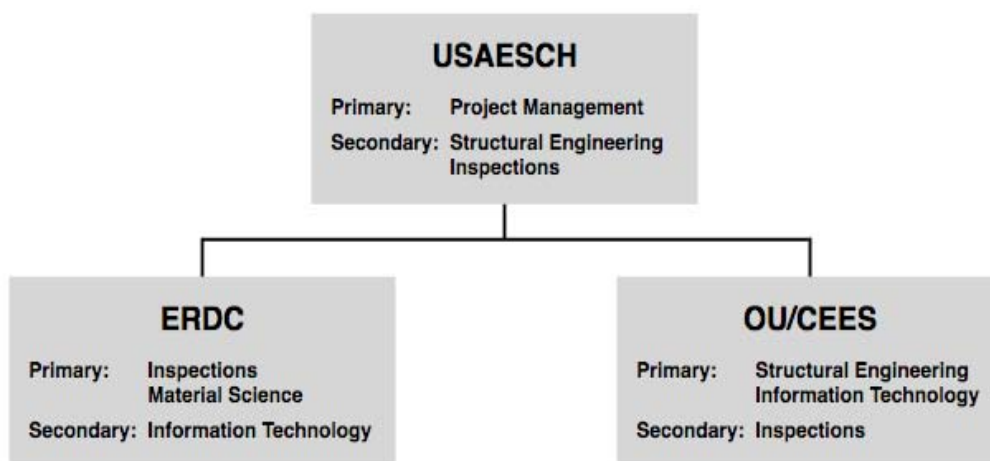 USAESCH
Primary: Project Management
Secondary: Structural Engineering
Inspections
ERDC
Primary: Inspections
Material Science
Secondary: Information Technology
OU/CEES
Primary: Structural Engineering
Information Technology
Secondary: Inspections